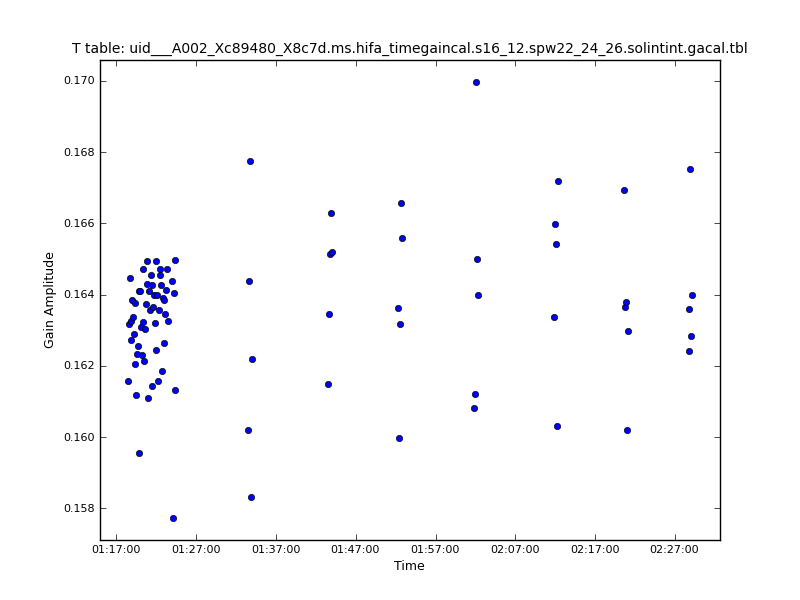 T table: uid___A002_Xc89480_X8c7d.ms.hifa_timegaincal.s16_12.spw22_24_26.solintint.gacal.tbl
0.170
0.168
0.166
0.164
0.162
0.160
0.158
Gain Amplitude
01:17:00 01:27:00 01:37:00 01:47:00 01:57:00 02:07:00 02:17:00 02:27:00
Time